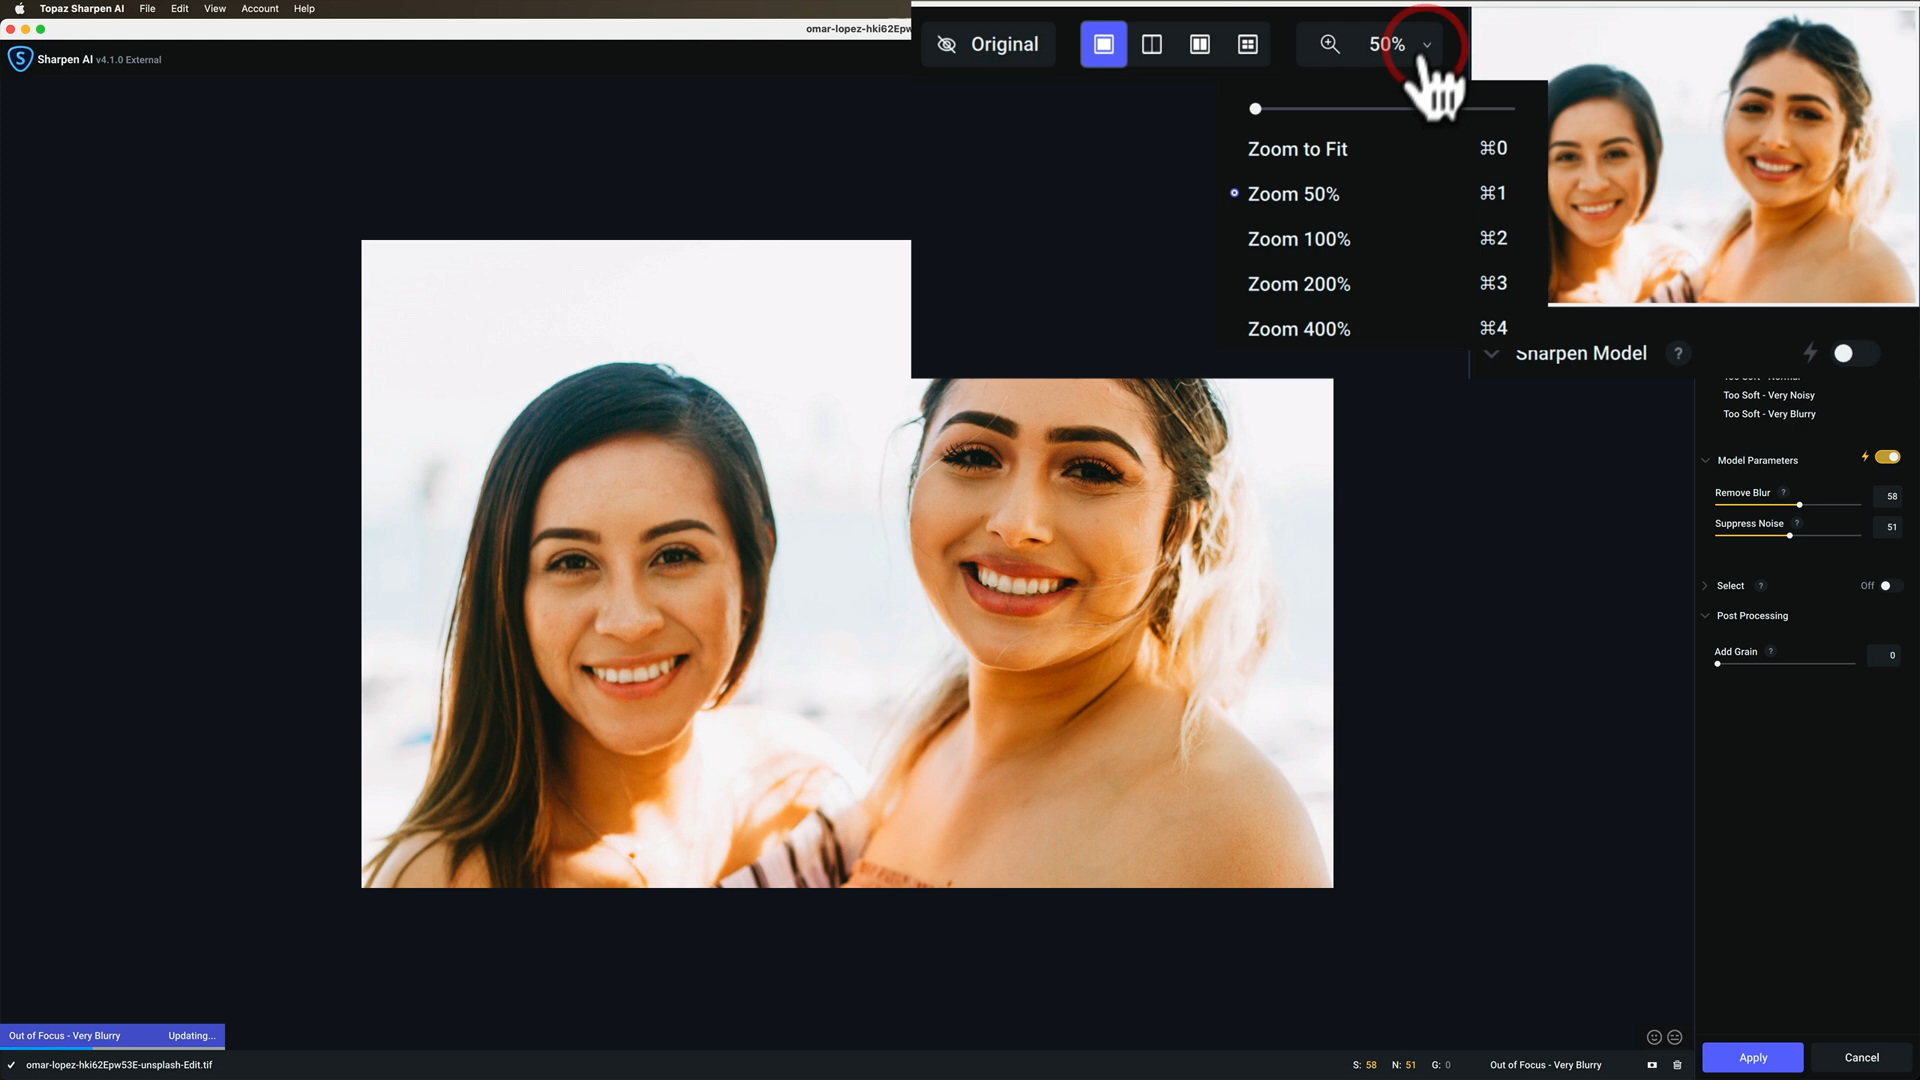 Topaz Sharpen AI File Edit View Account Help
omar-lopez-hki62Epw
Sharpen AI v4.1.0 External
Original 50%
Zoom to Fit ⌘0
Zoom 50% ⌘1
Zoom 100% ⌘2
Zoom 200% ⌘3
Zoom 400% ⌘4
Sharpen Model ?
Too Soft - Normal
Too Soft - Very Noisy
Too Soft - Very Blurry
Model Parameters
Remove Blur ? 58
Suppress Noise ? 51
Select ? Off
Post Processing
Add Grain ? 0
Out of Focus - Very Blurry Updating...
omar-lopez-hki62Epw53E-unsplash-Edit.tif
S: 58 N: 51 G: 0 Out of Focus - Very Blurry
Apply Cancel